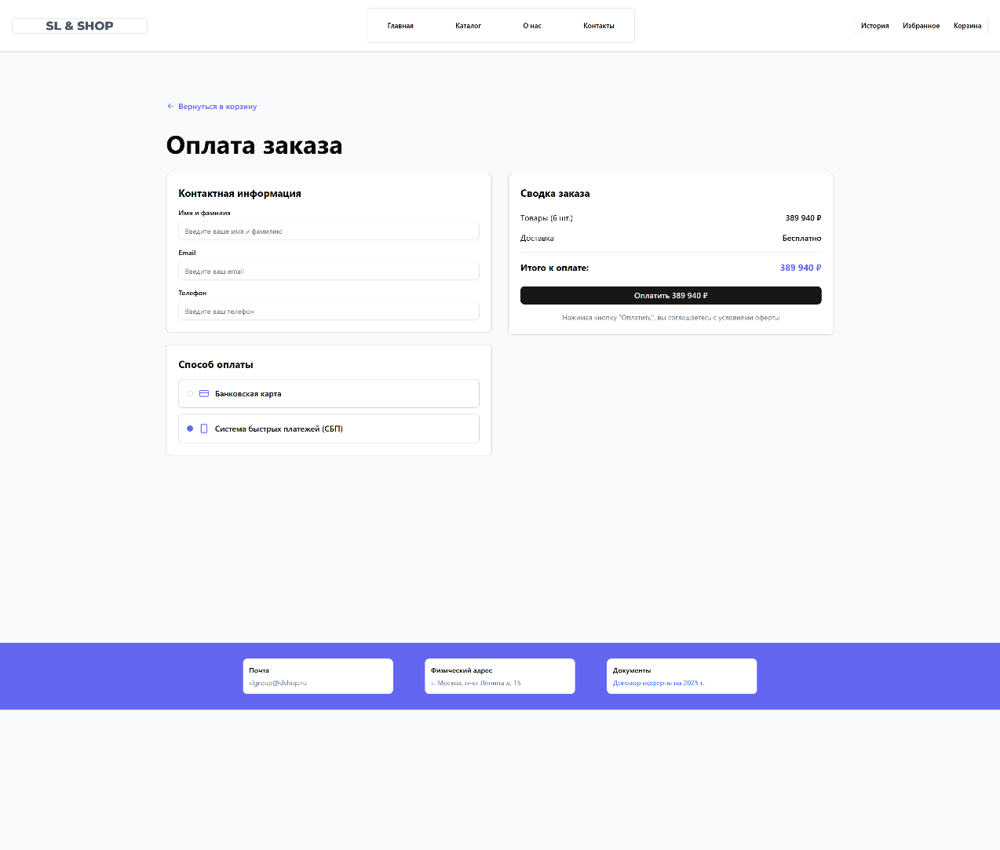 SL & SHOP
Главная
Каталог
О нас
Контакты
История
Избранное
Корзина
Вернуться в корзину
Оплата заказа
Контактная информация
Имя и фамилия
Введите ваше имя и фамилию
Email
Введите ваш email
Телефон
Введите ваш телефон
Способ оплаты
Банковская карта
Система быстрых платежей (СБП)
Сводка заказа
Товары (6 шт.) 389 940 ₽
Доставка Бесплатно
Итого к оплате: 389 940 ₽
Оплатить 389 940 ₽
Нажимая кнопку "Оплатить", вы соглашаетесь с условиями оферты
Почта
slgroup@slshop.ru
Физический адрес
г. Москва, п-кт Ленина д. 15
Документы
Договор офферты на 2025 г.